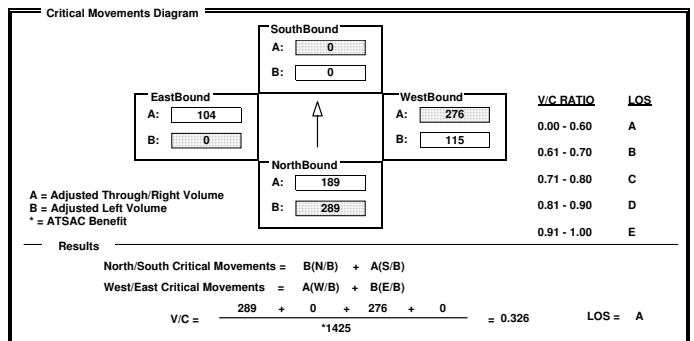 Critical Movements Diagram
SouthBound
A: 0
B: 0
EastBound
A: 104
B: 0
WestBound
A: 276
B: 115
NorthBound
A: 189
B: 289
V/C RATIO LOS
0.00 - 0.60 A
0.61 - 0.70 B
0.71 - 0.80 C
0.81 - 0.90 D
0.91 - 1.00 E
A = Adjusted Through/Right Volume
B = Adjusted Left Volume
* = ATSAC Benefit
Results
North/South Critical Movements = B(N/B) + A(S/B)
West/East Critical Movements = A(W/B) + B(E/B)
V/C = 289 + 0 + 276 + 0 = 0.326 LOS = A
*1425